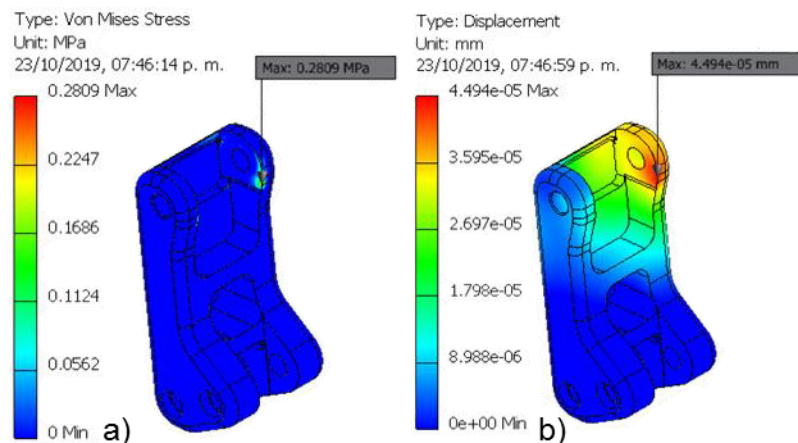 Type: Von Mises Stress
Unit: MPa
23/10/2019, 07:46:14 p. m.
0.2809 Max
Max: 0.2809 MPa
0.2247
0.1686
0.1124
0.0562
0 Min
a)
Type: Displacement
Unit: mm
23/10/2019, 07:46:59 p. m.
Max: 4.494e-05 mm
4.494e-05 Max
3.595e-05
2.697e-05
1.798e-05
8.988e-06
0e+00 Min
b)